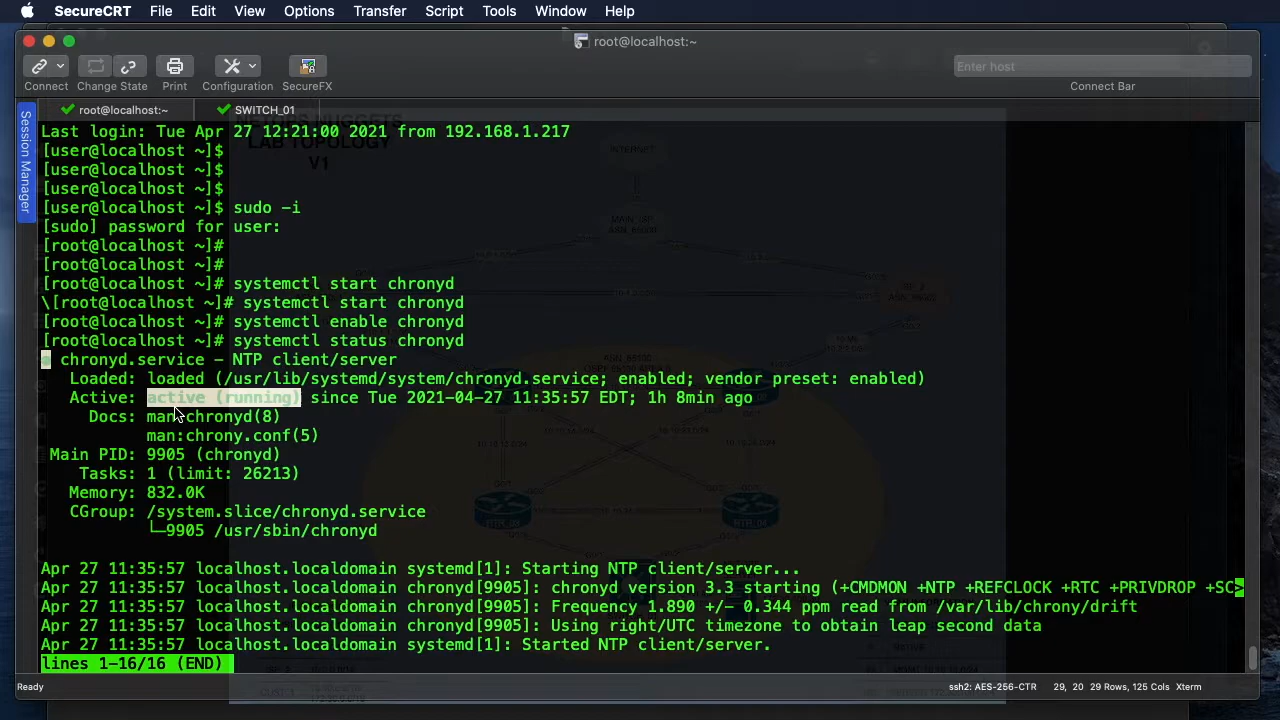 SecureCRT File Edit View Options Transfer Script Tools Window Help
root@localhost:~
Enter host
Connect Change State Print Configuration SecureFX Connect Bar
root@localhost:~ SWITCH_01
Session Manager
Last login: Tue Apr 27 12:21:00 2021 from 192.168.1.217
[user@localhost ~]$
[user@localhost ~]$
[user@localhost ~]$
[user@localhost ~]$ sudo -i
[sudo] password for user:
[root@localhost ~]#
[root@localhost ~]#
[root@localhost ~]# systemctl start chronyd
\[root@localhost ~]# systemctl start chronyd
[root@localhost ~]# systemctl enable chronyd
[root@localhost ~]# systemctl status chronyd
● chronyd.service - NTP client/server
Loaded: loaded (/usr/lib/systemd/system/chronyd.service; enabled; vendor preset: enabled)
Active: active (running) since Tue 2021-04-27 11:35:57 EDT; 1h 8min ago
Docs: man:chronyd(8)
man:chrony.conf(5)
Main PID: 9905 (chronyd)
Tasks: 1 (limit: 26213)
Memory: 832.0K
CGroup: /system.slice/chronyd.service
└─9905 /usr/sbin/chronyd
Apr 27 11:35:57 localhost.localdomain systemd[1]: Starting NTP client/server...
Apr 27 11:35:57 localhost.localdomain chronyd[9905]: chronyd version 3.3 starting (+CMDMON +NTP +REFCLOCK +RTC +PRIVDROP +SC>
Apr 27 11:35:57 localhost.localdomain chronyd[9905]: Frequency 1.890 +/- 0.344 ppm read from /var/lib/chrony/drift
Apr 27 11:35:57 localhost.localdomain chronyd[9905]: Using right/UTC timezone to obtain leap second data
Apr 27 11:35:57 localhost.localdomain systemd[1]: Started NTP client/server.
lines 1-16/16 (END)
Ready ssh2: AES-256-CTR 29, 20 29 Rows, 125 Cols Xterm
LAB TOPOLOGY
V1
INTERNET
RTR_03 RTR_04